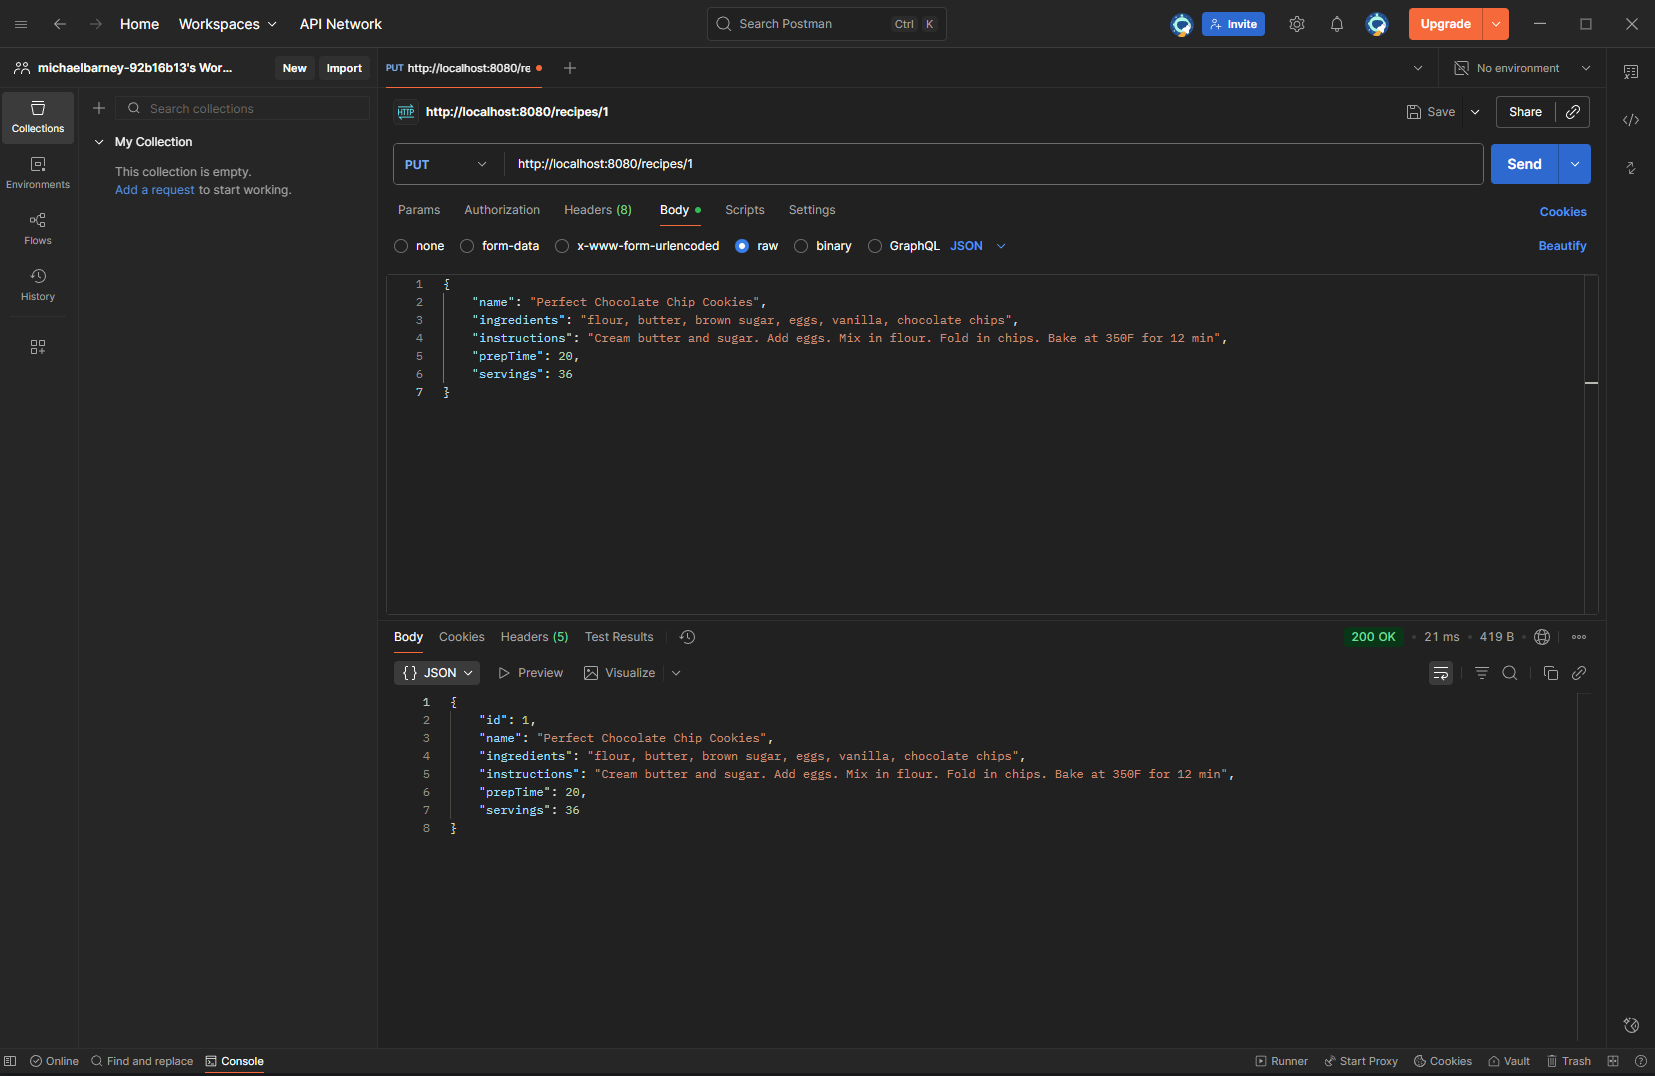 Home Workspaces API Network Search Postman Ctrl K Invite Upgrade
michaelbarney-92b16b13's Wor... New Import PUT http://localhost:8080/re No environment
Collections
Environments
Flows
History
Search collections
My Collection
This collection is empty.
Add a request to start working.
HTTP http://localhost:8080/recipes/1 Save Share
PUT http://localhost:8080/recipes/1 Send
Params Authorization Headers (8) Body Scripts Settings Cookies
none form-data x-www-form-urlencoded raw binary GraphQL JSON Beautify
1 {
2 "name": "Perfect Chocolate Chip Cookies",
3 "ingredients": "flour, butter, brown sugar, eggs, vanilla, chocolate chips",
4 "instructions": "Cream butter and sugar. Add eggs. Mix in flour. Fold in chips. Bake at 350F for 12 min",
5 "prepTime": 20,
6 "servings": 36
7 }
Body Cookies Headers (5) Test Results 200 OK 21 ms 419 B
{} JSON Preview Visualize
1 {
2 "id": 1,
3 "name": "Perfect Chocolate Chip Cookies",
4 "ingredients": "flour, butter, brown sugar, eggs, vanilla, chocolate chips",
5 "instructions": "Cream butter and sugar. Add eggs. Mix in flour. Fold in chips. Bake at 350F for 12 min",
6 "prepTime": 20,
7 "servings": 36
8 }
Online Find and replace Console Runner Start Proxy Cookies Vault Trash